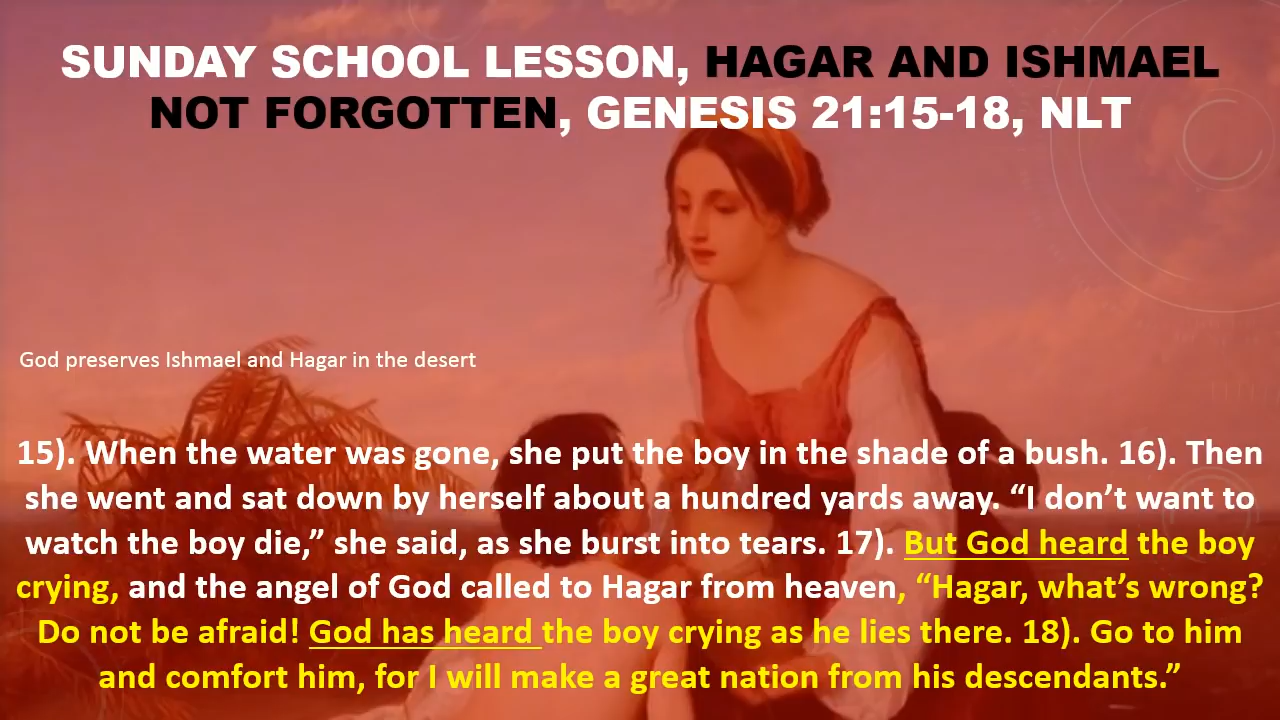 SUNDAY SCHOOL LESSON, HAGAR AND ISHMAEL
NOT FORGOTTEN, GENESIS 21:15-18, NLT
God preserves Ishmael and Hagar in the desert
15). When the water was gone, she put the boy in the shade of a bush. 16). Then
she went and sat down by herself about a hundred yards away. “I don’t want to
watch the boy die,” she said, as she burst into tears. 17). But God heard the boy
crying, and the angel of God called to Hagar from heaven, “Hagar, what’s wrong?
Do not be afraid! God has heard the boy crying as he lies there. 18). Go to him
and comfort him, for I will make a great nation from his descendants.”